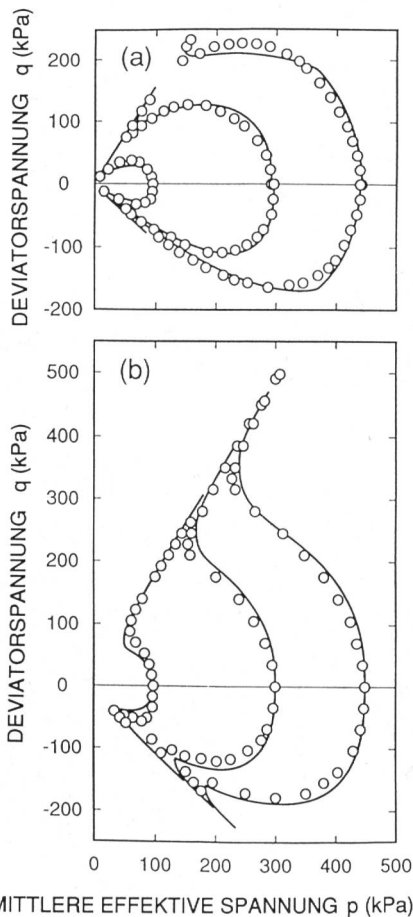 DEVIATORSPANNUNG q (kPa)
200
100
0
-100
-200
(a)
DEVIATORSPANNUNG q (kPa)
500
400
300
200
100
0
-100
-200
(b)
0 100 200 300 400 500
MITTLERE EFFEKTIVE SPANNUNG p (kPa)